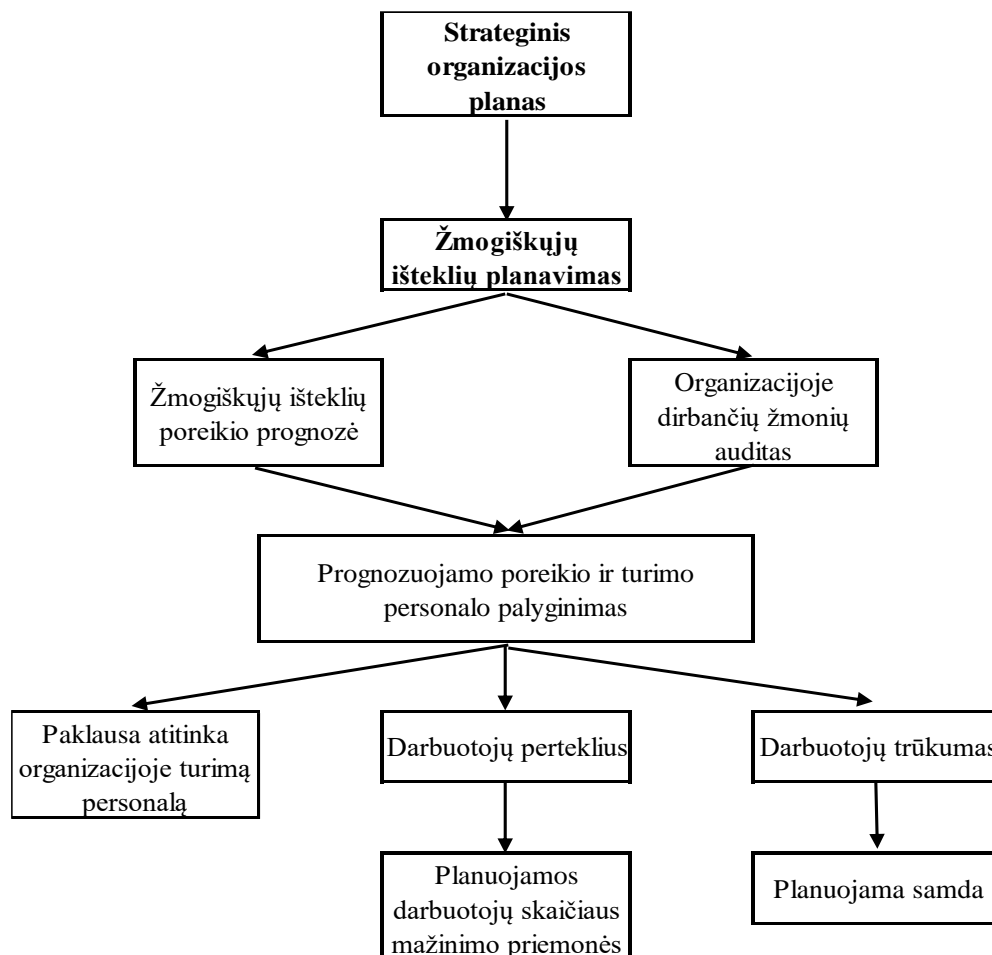 Strateginis
organizacijos
planas
Žmogiškųjų
išteklių planavimas
Žmogiškųjų išteklių
poreikio prognozė
Organizacijoje
dirbančių žmonių
auditas
Prognozuojamo poreikio ir turimo
personalo palyginimas
Paklausa atitinka
organizacijoje turimą
personalą
Darbuotojų perteklius
Darbuotojų trūkumas
Planuojamos
darbuotojų skaičiaus
mažinimo priemonės
Planuojama samda